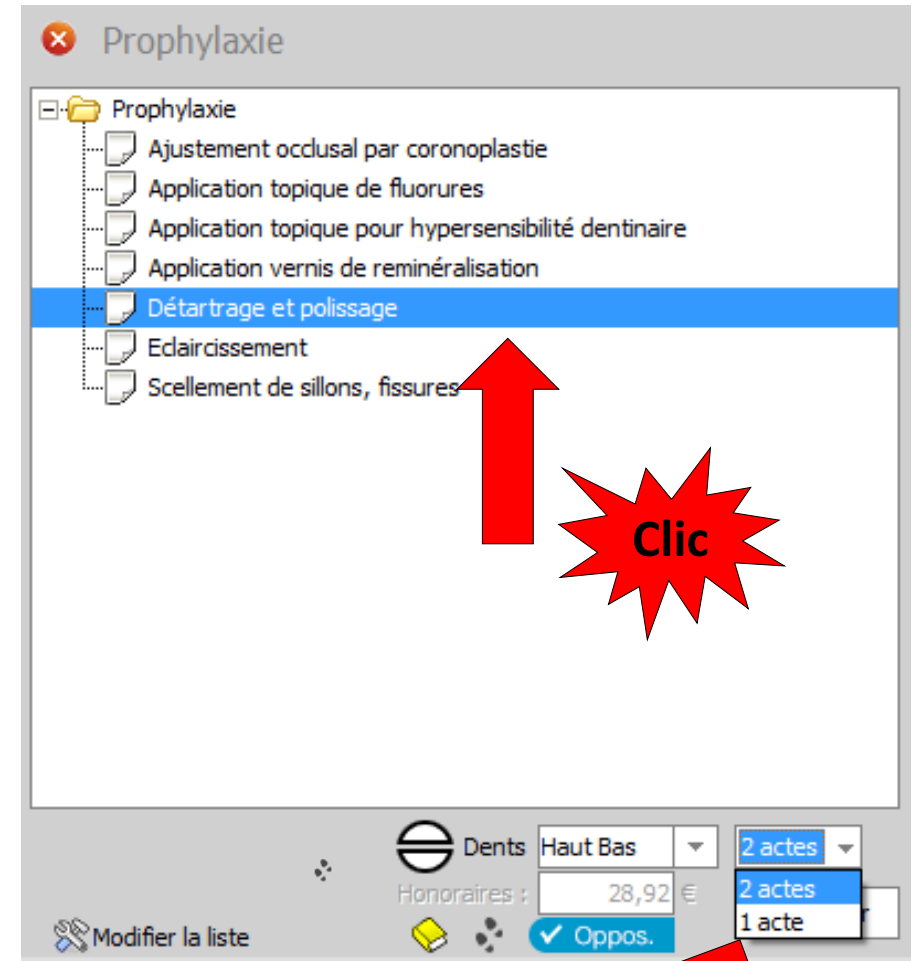 Prophylaxie
Prophylaxie
Ajustement occlusal par coronoplastie
Application topique de fluorures
Application topique pour hypersensibilité dentinaire
Application vernis de reminéralisation
Détartrage et polissage
Eclaircissement
Scellement de sillons, fissures
Clic
Dents Haut Bas 2 actes
Honoraires : 28,92 € 2 actes
1 acte
Modifier la liste Oppos.